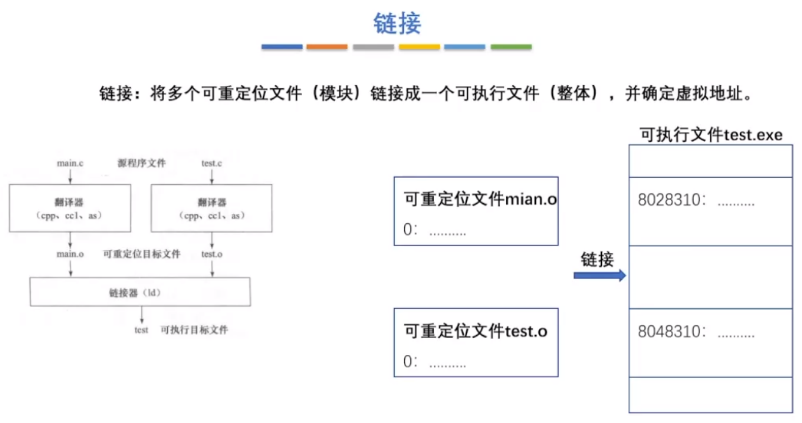 链接
链接：将多个可重定位文件（模块）链接成一个可执行文件（整体），并确定虚拟地址。
main.c 源程序文件 test.c
翻译器 翻译器
（cpp、ccl、as） （cpp、ccl、as）
main.o 可重定位目标文件 test.o
链接器（ld）
test 可执行目标文件
可重定位文件mian.o
0：..........
可重定位文件test.o
0：..........
链接
可执行文件test.exe
8028310：..........
8048310：..........